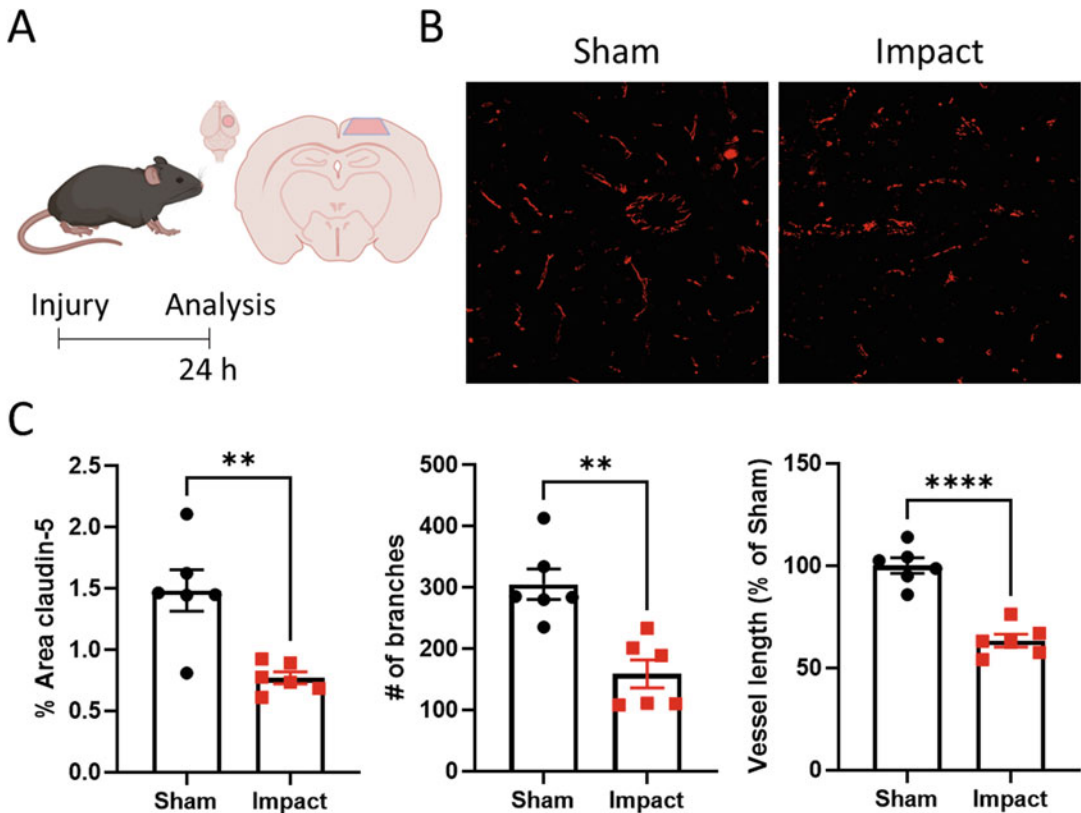 A
Injury Analysis
24 h
B
Sham Impact
C
% Area claudin-5
2.5
2.0
1.5
1.0
0.5
0.0
**
Sham Impact
# of branches
500
400
300
200
100
0
**
Sham Impact
Vessel length (% of Sham)
150
100
50
0
****
Sham Impact